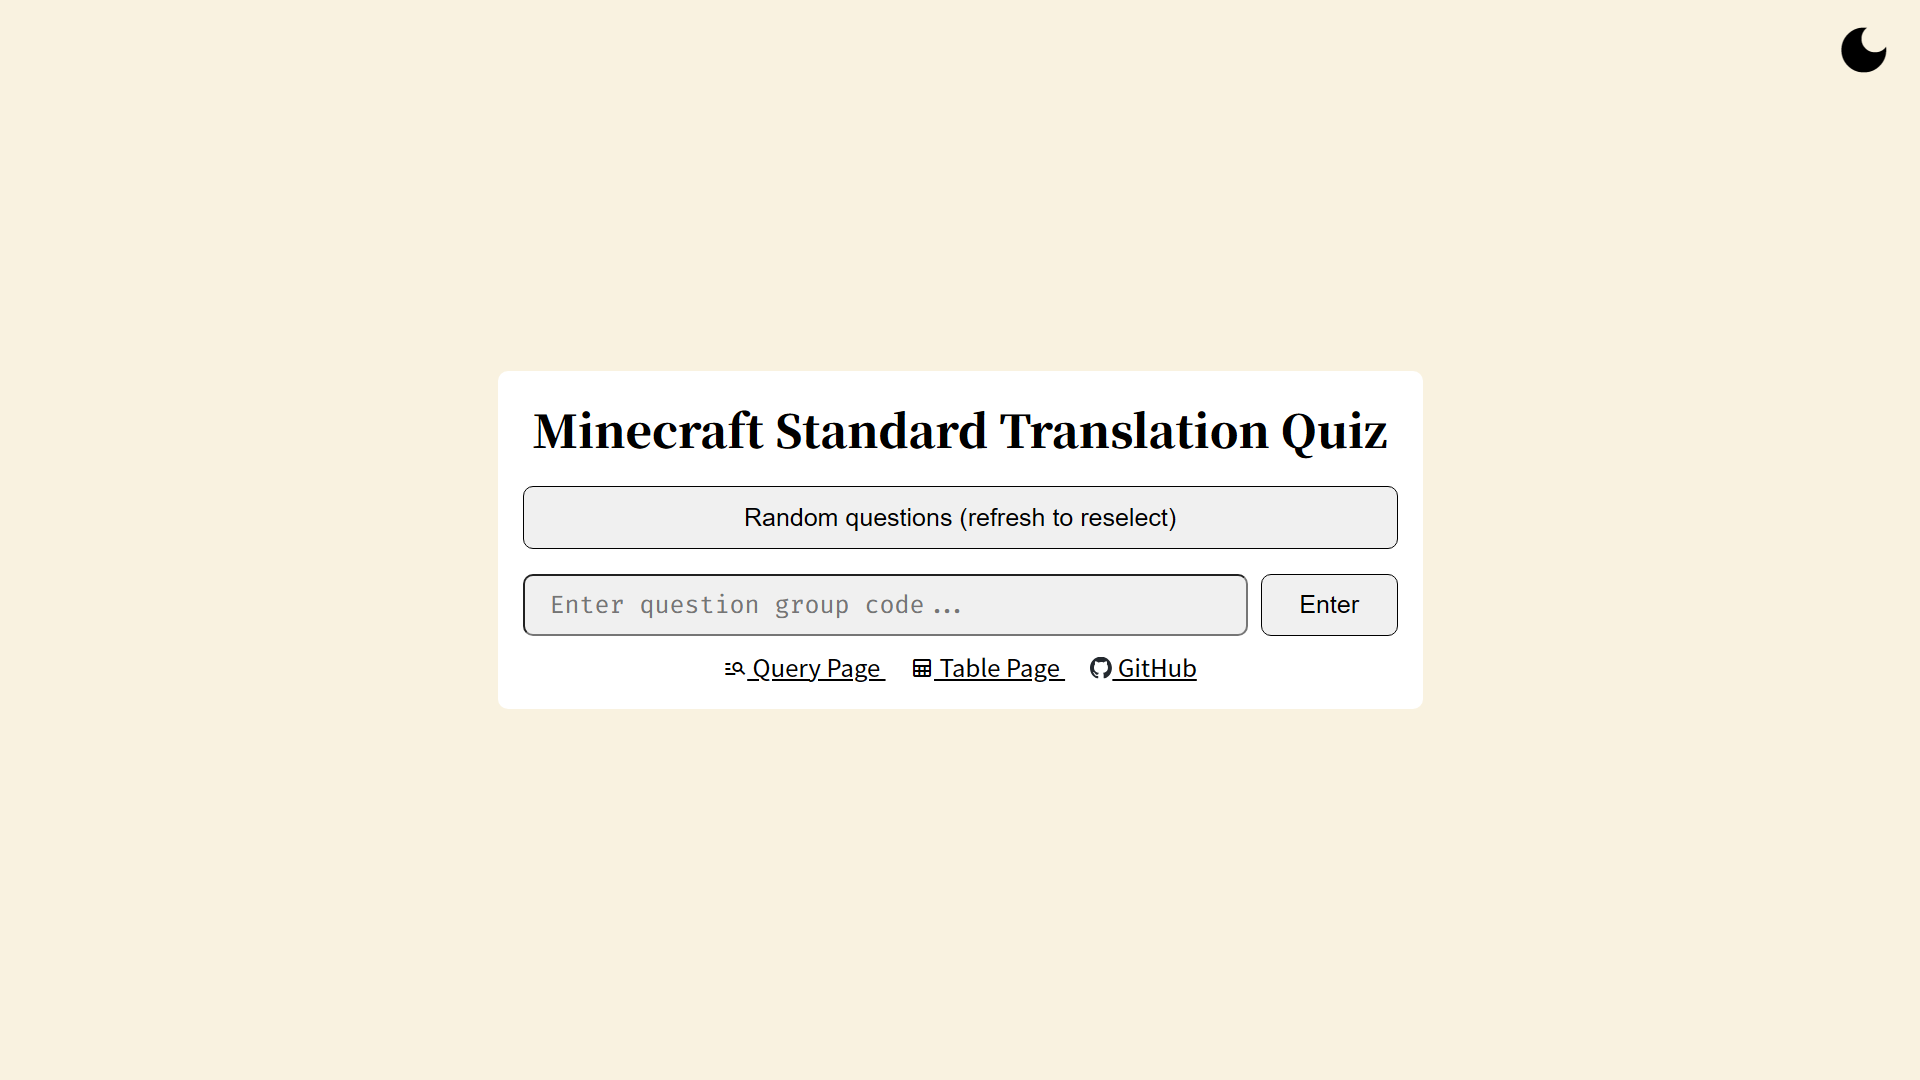 Minecraft Standard Translation Quiz
Random questions (refresh to reselect)
Enter question group code...
Enter
Query Page Table Page GitHub